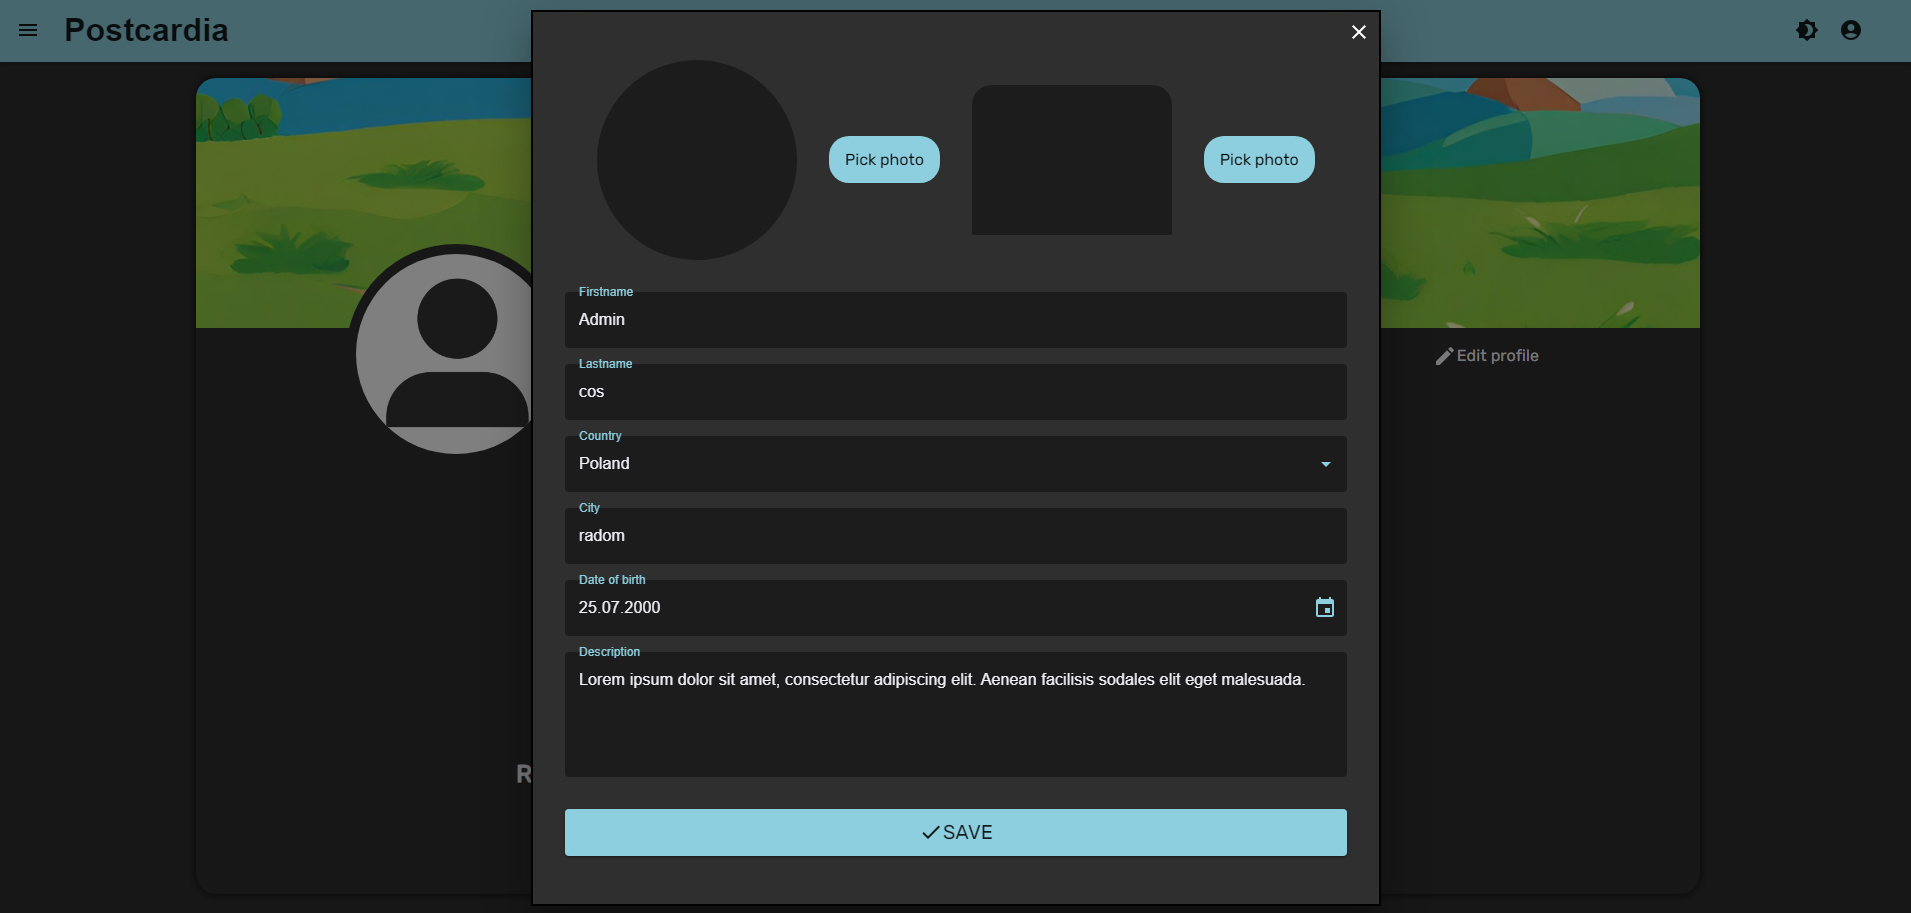 Postcardia
Pick photo
Pick photo
Firstname
Admin
Lastname
cos
Edit profile
Country
Poland
City
radom
Date of birth
25.07.2000
Description
Lorem ipsum dolor sit amet, consectetur adipiscing elit. Aenean facilisis sodales elit eget malesuada.
SAVE